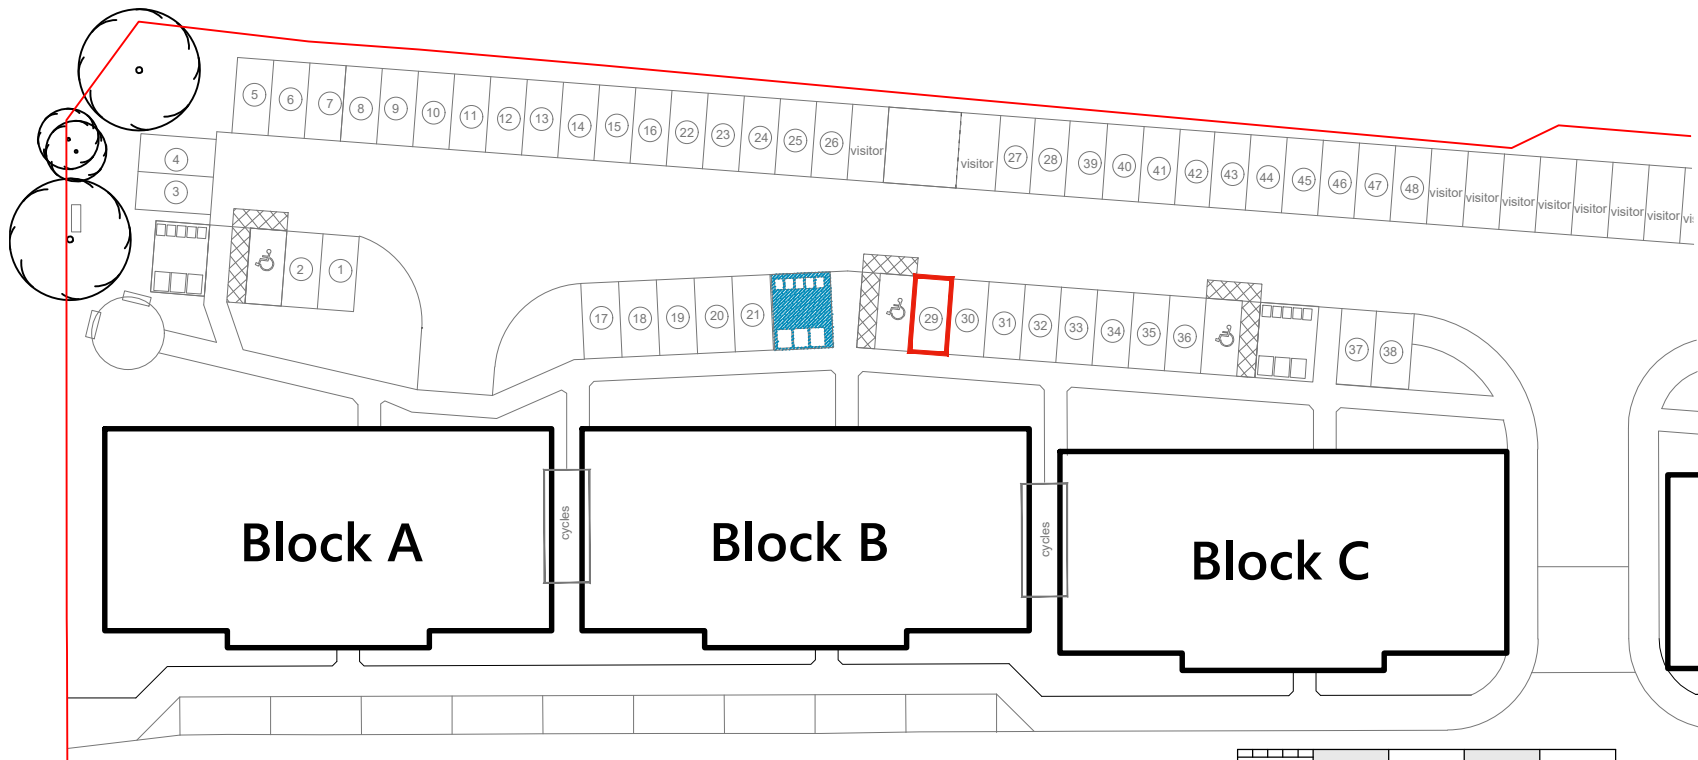 5 6 7 8 9 10 11 12 13 14 15 16 22 23 24 25 26 visitor visitor 27 28 39 40 41 42 43 44 45 46 47 48 visitor visitor visitor visitor visitor visitor visitor
4
3
2 1
17 18 19 20 21 29 30 31 32 33 34 35 36 37 38
cycles
cycles
Block A
Block B
Block C